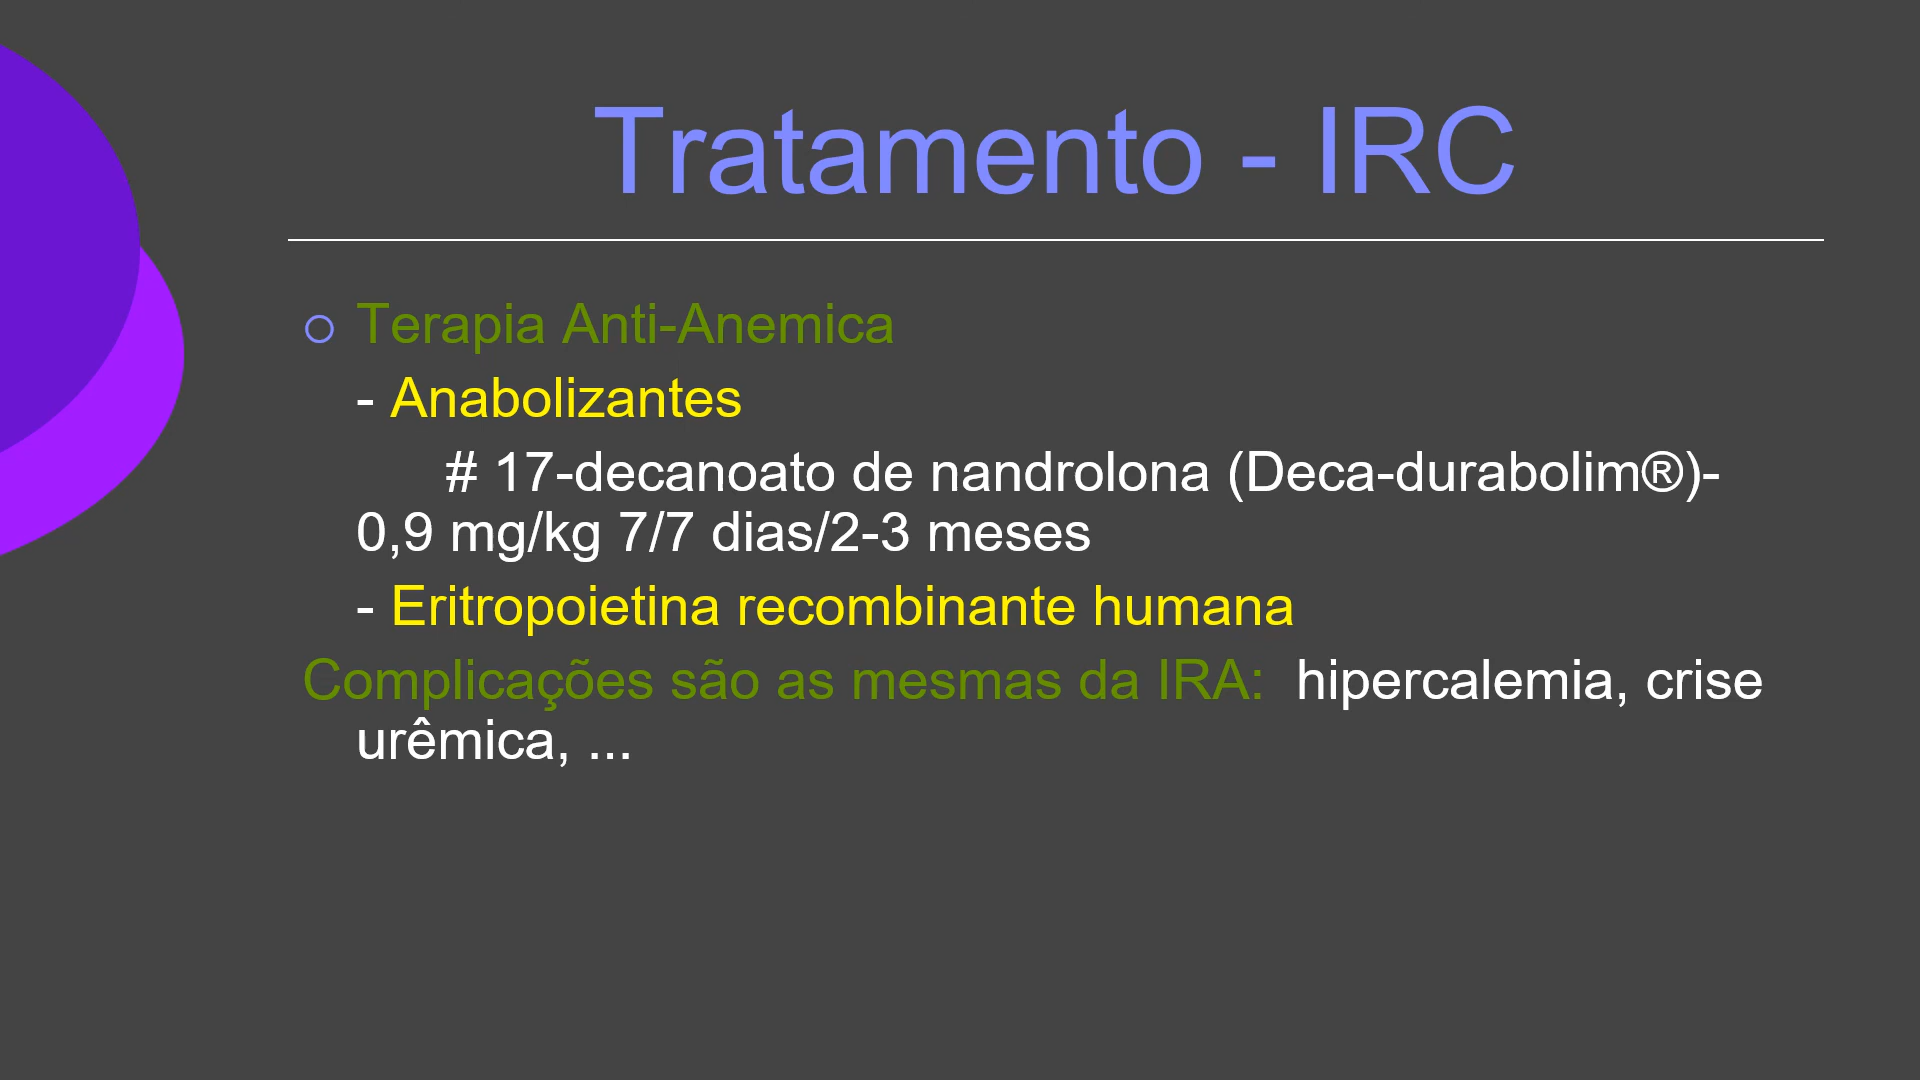 Tratamento - IRC
Terapia Anti-Anemica
- Anabolizantes
# 17-decanoato de nandrolona (Deca-durabolim®)-
0,9 mg/kg 7/7 dias/2-3 meses
- Eritropoietina recombinante humana
Complicações são as mesmas da IRA: hipercalemia, crise
urêmica, ...